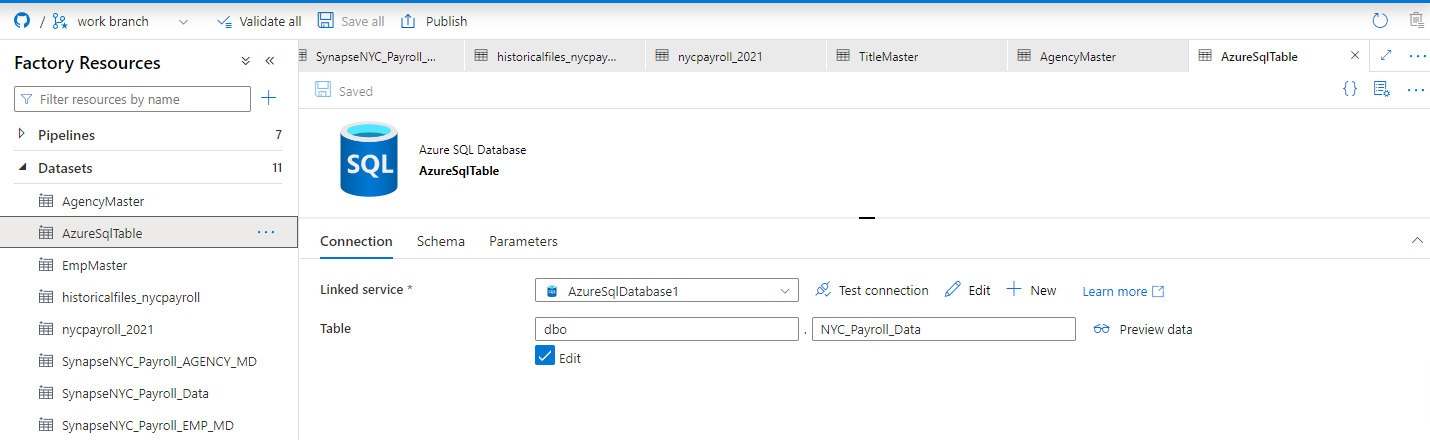 / work branch Validate all Save all Publish
Factory Resources
SynapseNYC_Payroll_... historicalfiles_nycpay... nycpayroll_2021 TitleMaster AgencyMaster AzureSqlTable
Filter resources by name
Saved
{}
Pipelines 7
Datasets 11
AgencyMaster
AzureSqlTable ...
EmpMaster
historicalfiles_nycpayroll
nycpayroll_2021
SynapseNYC_Payroll_AGENCY_MD
SynapseNYC_Payroll_Data
SynapseNYC_Payroll_EMP_MD
SQL
Azure SQL Database
AzureSqlTable
Connection Schema Parameters
Linked service * AzureSqlDatabase1 Test connection Edit New Learn more
Table dbo . NYC_Payroll_Data Preview data
Edit